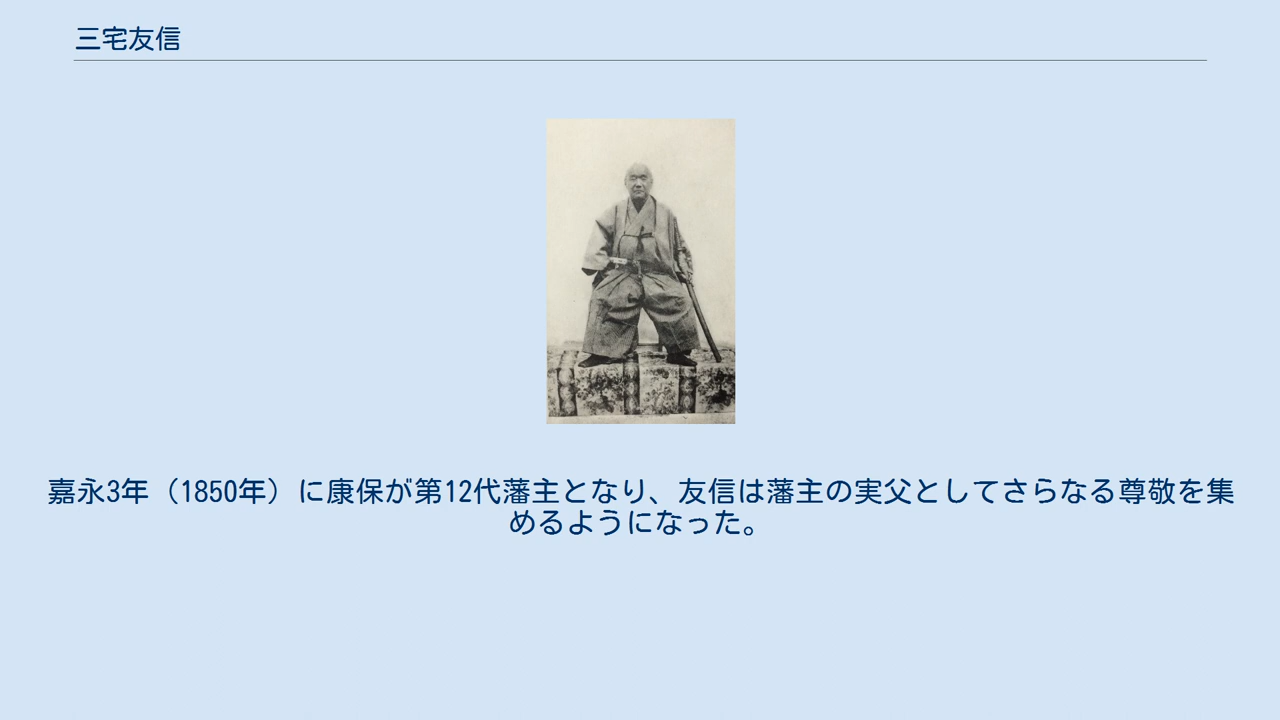 三宅友信
嘉永3年（1850年）に康保が第12代藩主となり、友信は藩主の実父としてさらなる尊敬を集
めるようになった。